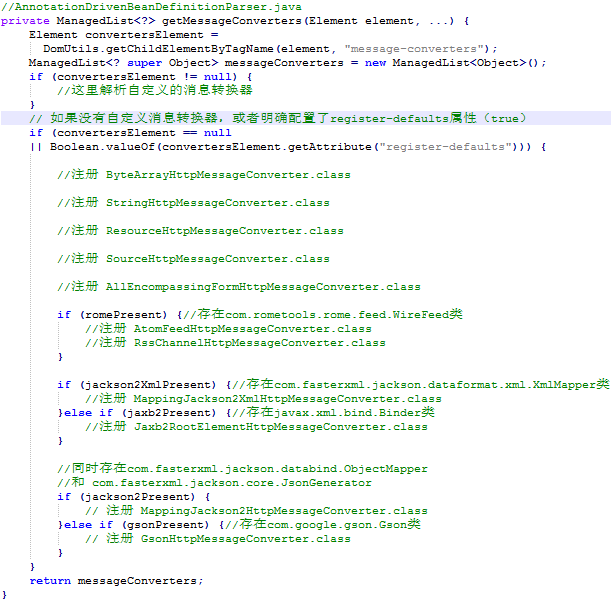 //AnnotationDrivenBeanDefinitionParser.java
private ManagedList<?> getMessageConverters(Element element, ...) {
    Element convertersElement =
      DomUtils.getChildElementByTagName(element, "message-converters");
    ManagedList<? super Object> messageConverters = new ManagedList<Object>();
    if (convertersElement != null) {
        //这里解析自定义的消息转换器
    }
    // 如果没有自定义消息转换器，或者明确配置了register-defaults属性（true）
    if (convertersElement == null
    || Boolean.valueOf(convertersElement.getAttribute("register-defaults"))) {
        //注册 ByteArrayHttpMessageConverter.class
        //注册 StringHttpMessageConverter.class
        //注册 ResourceHttpMessageConverter.class
        //注册 SourceHttpMessageConverter.class
        //注册 AllEncompassingFormHttpMessageConverter.class
        if (romePresent) {//存在com.rometools.rome.feed.WireFeed类
            //注册 AtomFeedHttpMessageConverter.class
            //注册 RssChannelHttpMessageConverter.class
        }
        if (jackson2XmlPresent) {//存在com.fasterxml.jackson.dataformat.xml.XmlMapper类
            //注册 MappingJackson2XmlHttpMessageConverter.class
        }else if (jaxb2Present) {//存在javax.xml.bind.Binder类
            //注册 Jaxb2RootElementHttpMessageConverter.class
        }
        //同时存在com.fasterxml.jackson.databind.ObjectMapper
        //和 com.fasterxml.jackson.core.JsonGenerator
        if (jackson2Present) {
            // 注册 MappingJackson2HttpMessageConverter.class
        }else if (gsonPresent) {//存在com.google.gson.Gson类
            // 注册 GsonHttpMessageConverter.class
        }
    }
    return messageConverters;
}